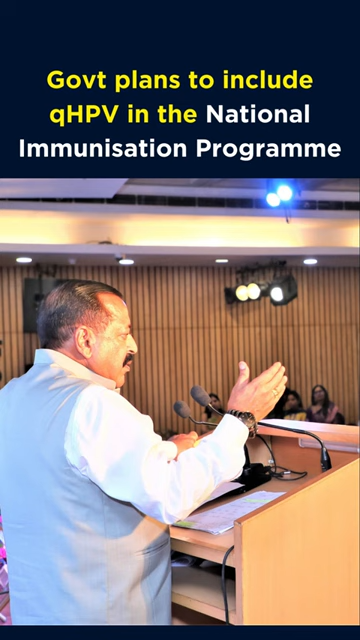 Govt plans to include
qHPV in the National
Immunisation Programme